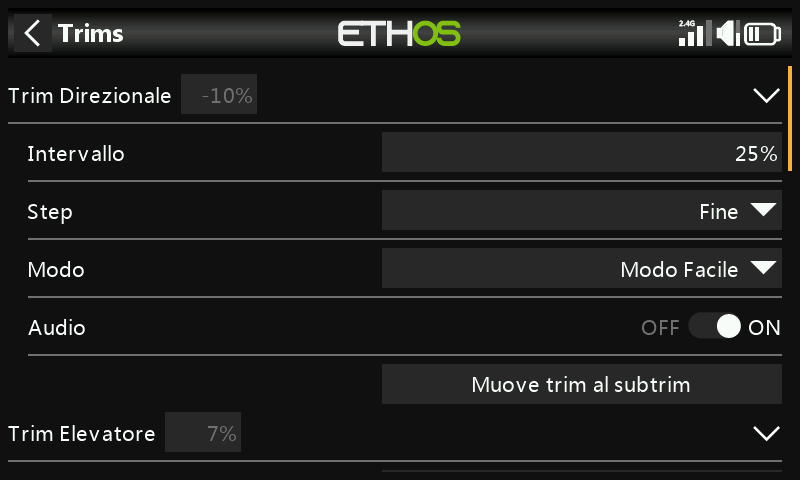 Trims
ETHOS
2.4G
Trim Direzionale -10%
Intervallo 25%
Step Fine
Modo Modo Facile
Audio OFF ON
Muove trim al subtrim
Trim Elevatore 7%